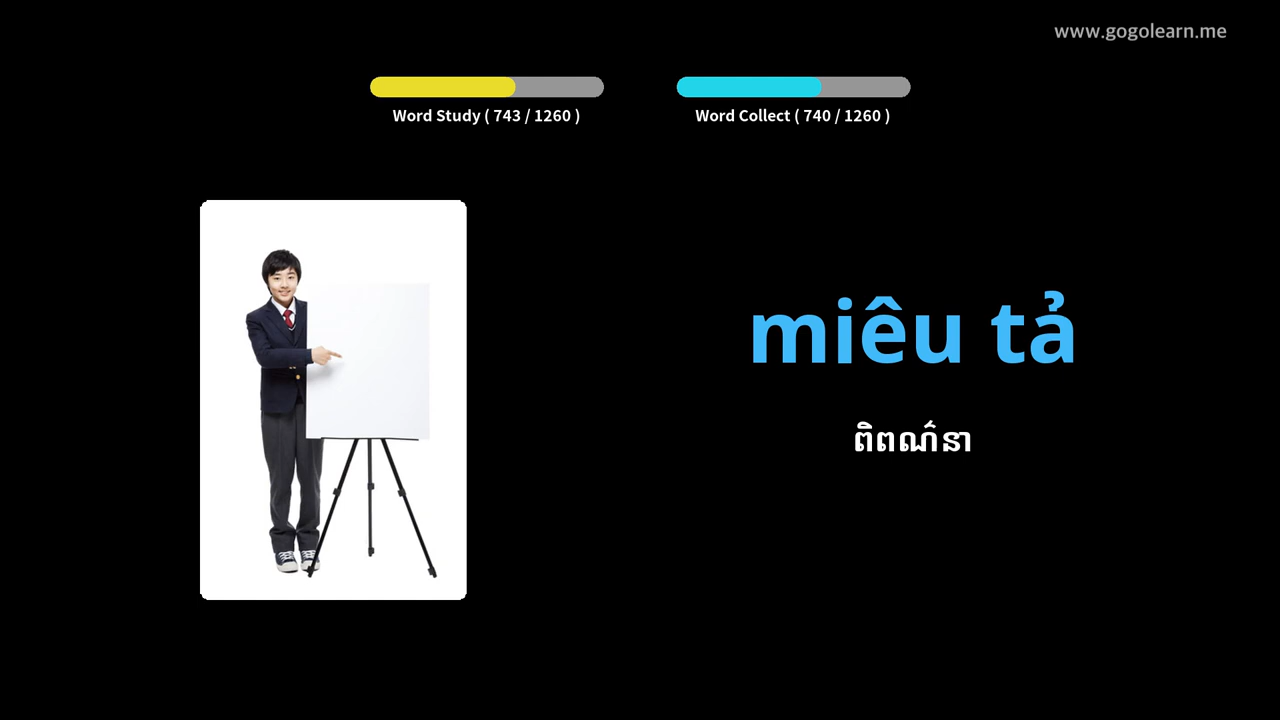 www.gogolearn.me
Word Study ( 743 / 1260 )
Word Collect ( 740 / 1260 )
miêu tả
ពិពណ៌នា